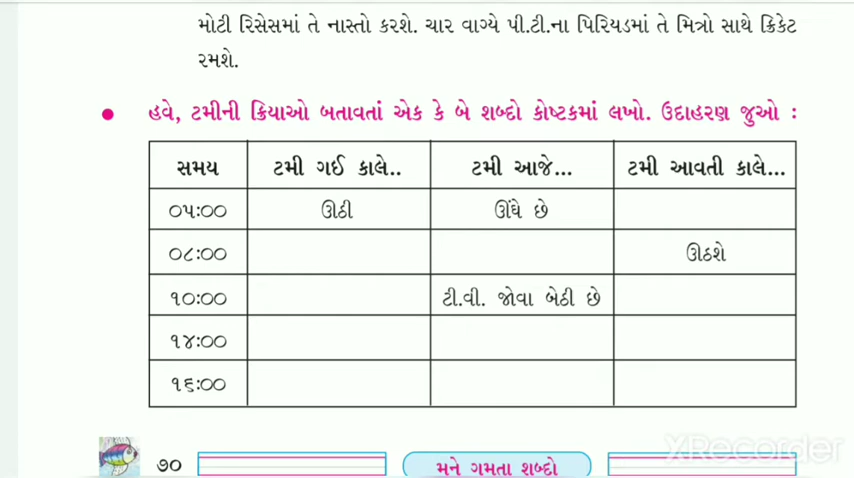 મોટી રિસેસમાં તે નાસ્તો કરશે. ચાર વાગ્યે પી.ટી.ના પિરિયડમાં તે મિત્રો સાથે ક્રિકેટ
રમશે.
● હવે, ટમીની ક્રિયાઓ બતાવતાં એક કે બે શબ્દો કોષ્ટકમાં લખો. ઉદાહરણ જુઓ :
સમય ટમી ગઈ કાલે.. ટમી આજે... ટમી આવતી કાલે...
૦૫:૦૦ ઊઠી ઊંઘે છે
૦૮:૦૦ ઊઠશે
૧૦:૦૦ ટી.વી. જોવા બેઠી છે
૧૪:૦૦
૧૬:૦૦
૭૦ મને ગમતા શબ્દો
XRecorder